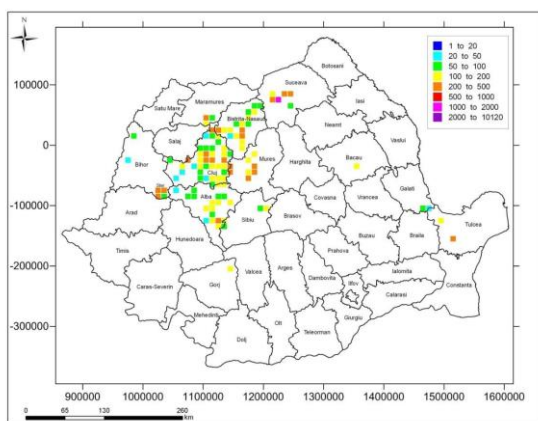 N
1 to 20
20 to 50
50 to 100
100 to 200
200 to 500
500 to 1000
1000 to 2000
2000 to 10120
100000
0
-100000
-200000
-300000
Botosani
Suceava
Satu Mare
Maramures
Iasi
Bistrita-Nasaud
Neamt
Salaj
Vaslui
Bihor
Cluj
Mures
Harghita
Bacau
Alba
Arad
Covasna
Vrancea
Galati
Sibiu
Brasov
Tulcea
Hunedoara
Timis
Buzau
Braila
Prahova
Valcea
Arges
Dambovita
Ialomita
Constanta
Caras-Severin
Gorj
Ilfov
Calarasi
Mehedinti
Giurgiu
Olt
Teleorman
Dolj
900000 1000000 1100000 1200000 1300000 1400000 1500000 1600000
0 65 130 260
km